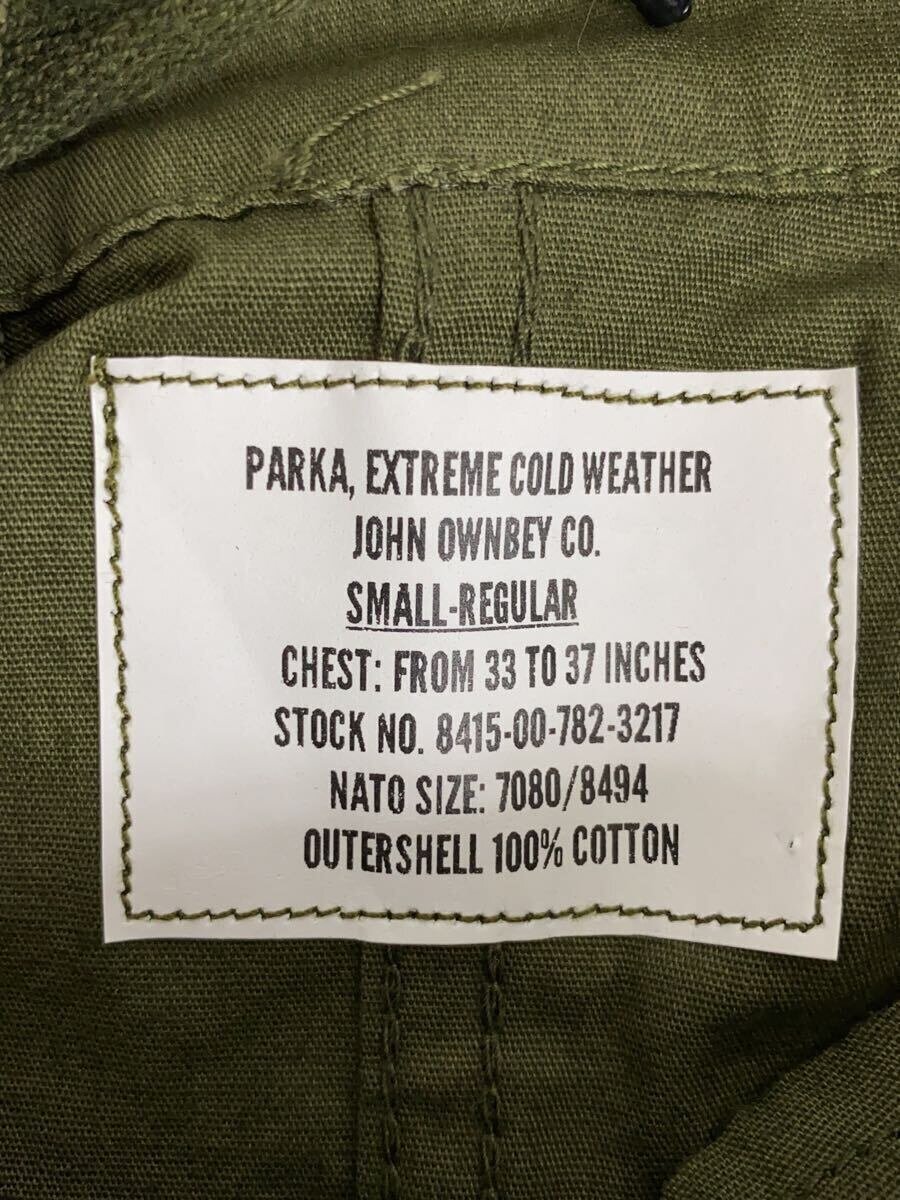 PARKA, EXTREME COLD WEATHER
JOHN OWNBEY CO.
SMALL-REGULAR
CHEST: FROM 33 TO 37 INCHES
STOCK NO. 8415-00-782-3217
NATO SIZE: 7080/8494
OUTERSHELL 100% COTTON